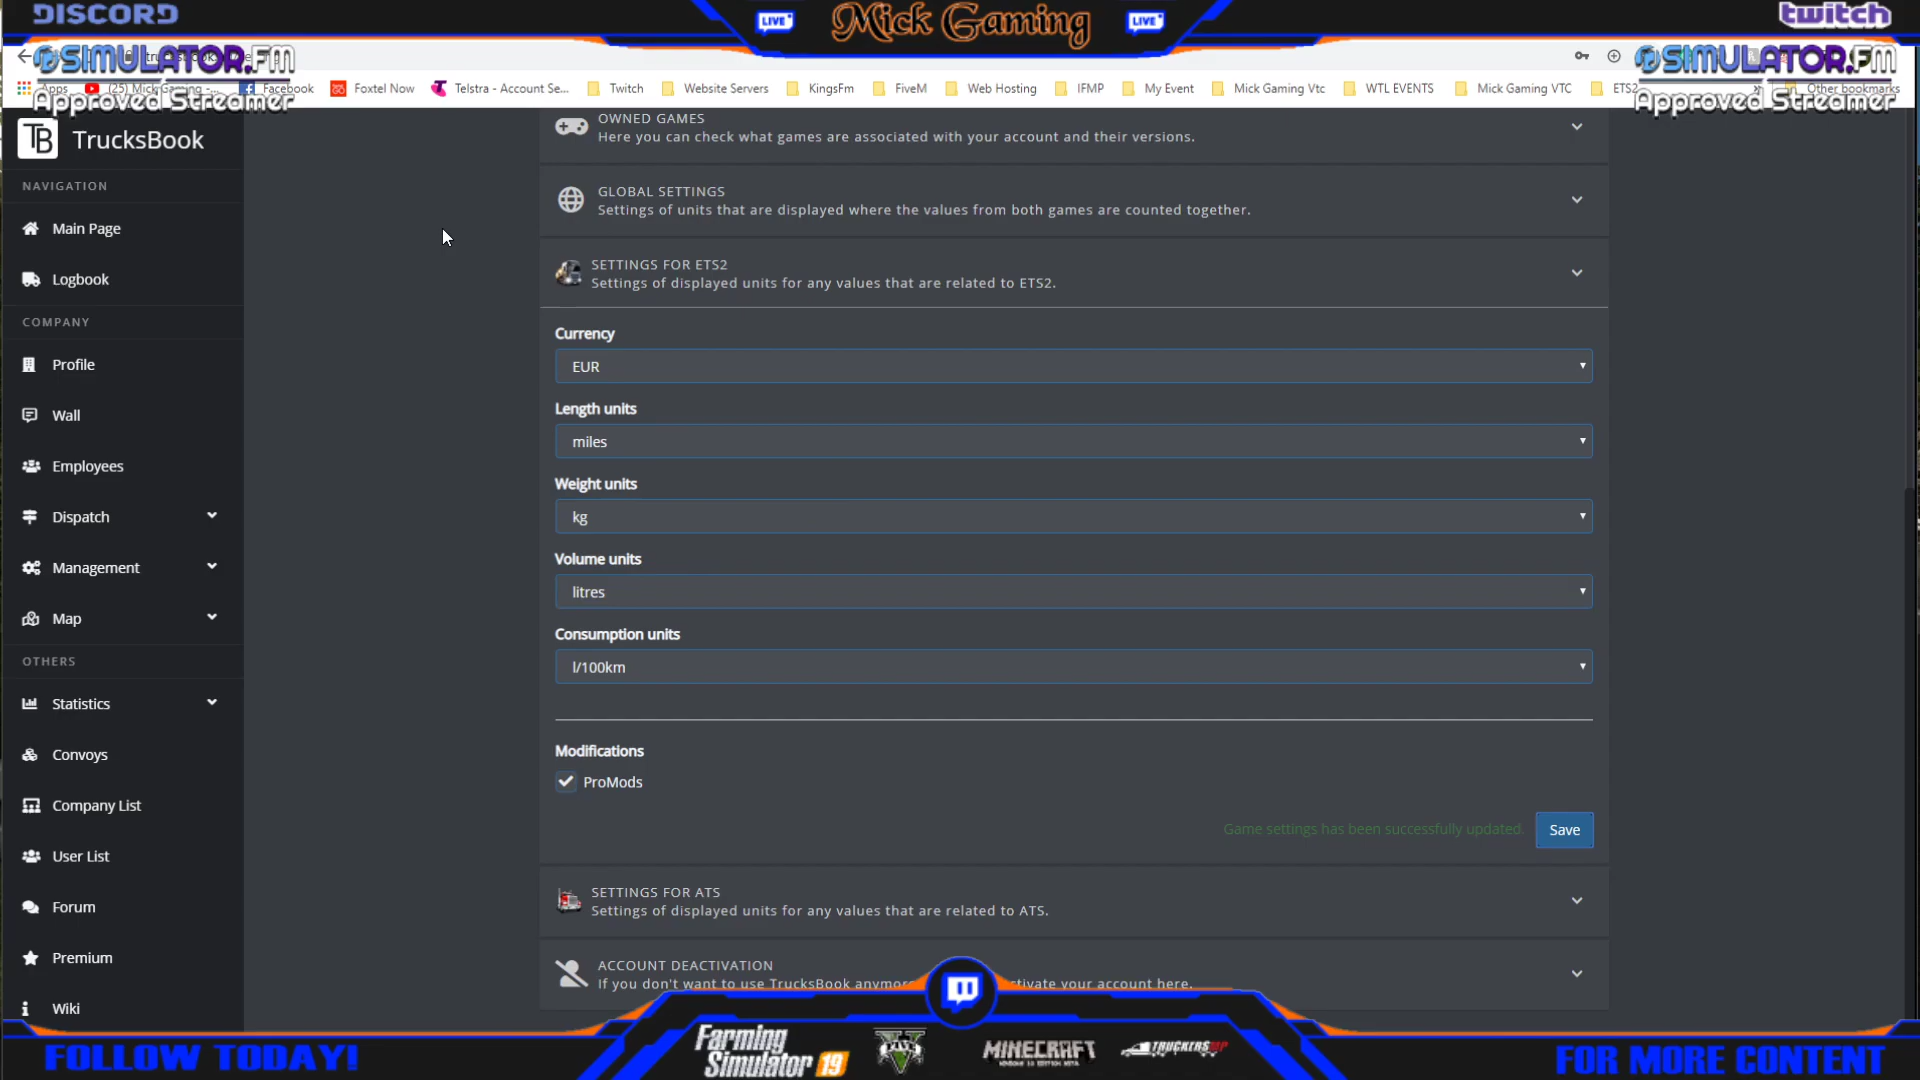 DISCORD
LIVE
Mick Gaming
LIVE
twitch
SIMULATOR.FM
Approved Streamer
SIMULATOR.FM
Approved Streamer
Apps
(25) Mick Gaming -...
Facebook
Foxtel Now
Telstra - Account Se...
Twitch
Website Servers
KingsFm
FiveM
Web Hosting
IFMP
My Event
Mick Gaming Vtc
WTL EVENTS
Mick Gaming VTC
ETS2
Other bookmarks
TB TrucksBook
NAVIGATION
Main Page
Logbook
COMPANY
Profile
Wall
Employees
Dispatch
Management
Map
OTHERS
Statistics
Convoys
Company List
User List
Forum
Premium
Wiki
OWNED GAMES
Here you can check what games are associated with your account and their versions.
GLOBAL SETTINGS
Settings of units that are displayed where the values from both games are counted together.
SETTINGS FOR ETS2
Settings of displayed units for any values that are related to ETS2.
Currency
EUR
Length units
miles
Weight units
kg
Volume units
litres
Consumption units
l/100km
Modifications
ProMods
Game settings has been successfully updated.
Save
SETTINGS FOR ATS
Settings of displayed units for any values that are related to ATS.
ACCOUNT DEACTIVATION
If you don't want to use TrucksBook your account here.
FOLLOW TODAY!
Farming
Simulator 19
V
MINECRAFT
TRUCKERSMP
FOR MORE CONTENT